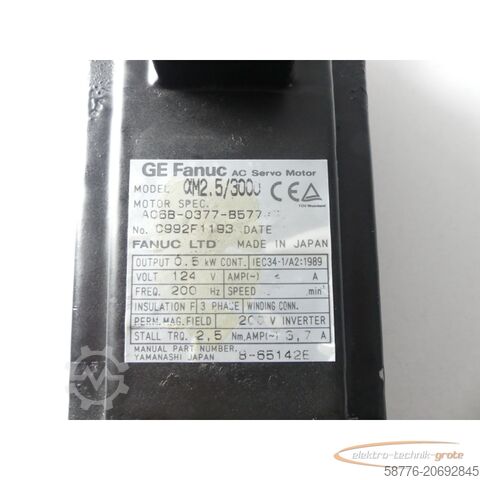 GE Fanuc AC Servo Motor
MODEL αM2.5/3000 CE
MOTOR SPEC.
A06B-0377-B577
No. C992F1193 DATE
FANUC LTD MADE IN JAPAN
OUTPUT 0.5 kW CONT. IEC34-1/A2:1989
VOLT 124 V AMP(~) A
FREQ. 200 Hz SPEED min⁻¹
INSULATION F 3 PHASE WINDING CONN.
PERM. MAG. FIELD V INVERTER
STALL TRQ. 2,5 Nm, AMP(~) A
MANUAL PART NUMBER.
YAMANASHI JAPAN B-65142E
elektro-technik-grote
58776-20692845